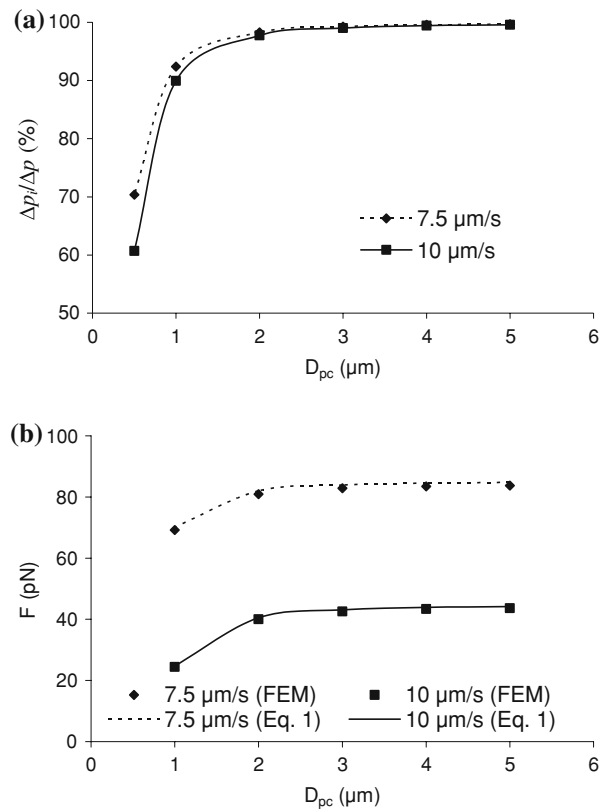 (a)
100
90
80
70
60
50
Δpᵢ/Δp (%)
7.5 µm/s
10 µm/s
0 1 2 3 4 5 6
D_pc (µm)
(b)
100
80
60
40
20
0
F (pN)
7.5 µm/s (FEM) 10 µm/s (FEM)
7.5 µm/s (Eq. 1) 10 µm/s (Eq. 1)
0 1 2 3 4 5 6
D_pc (µm)